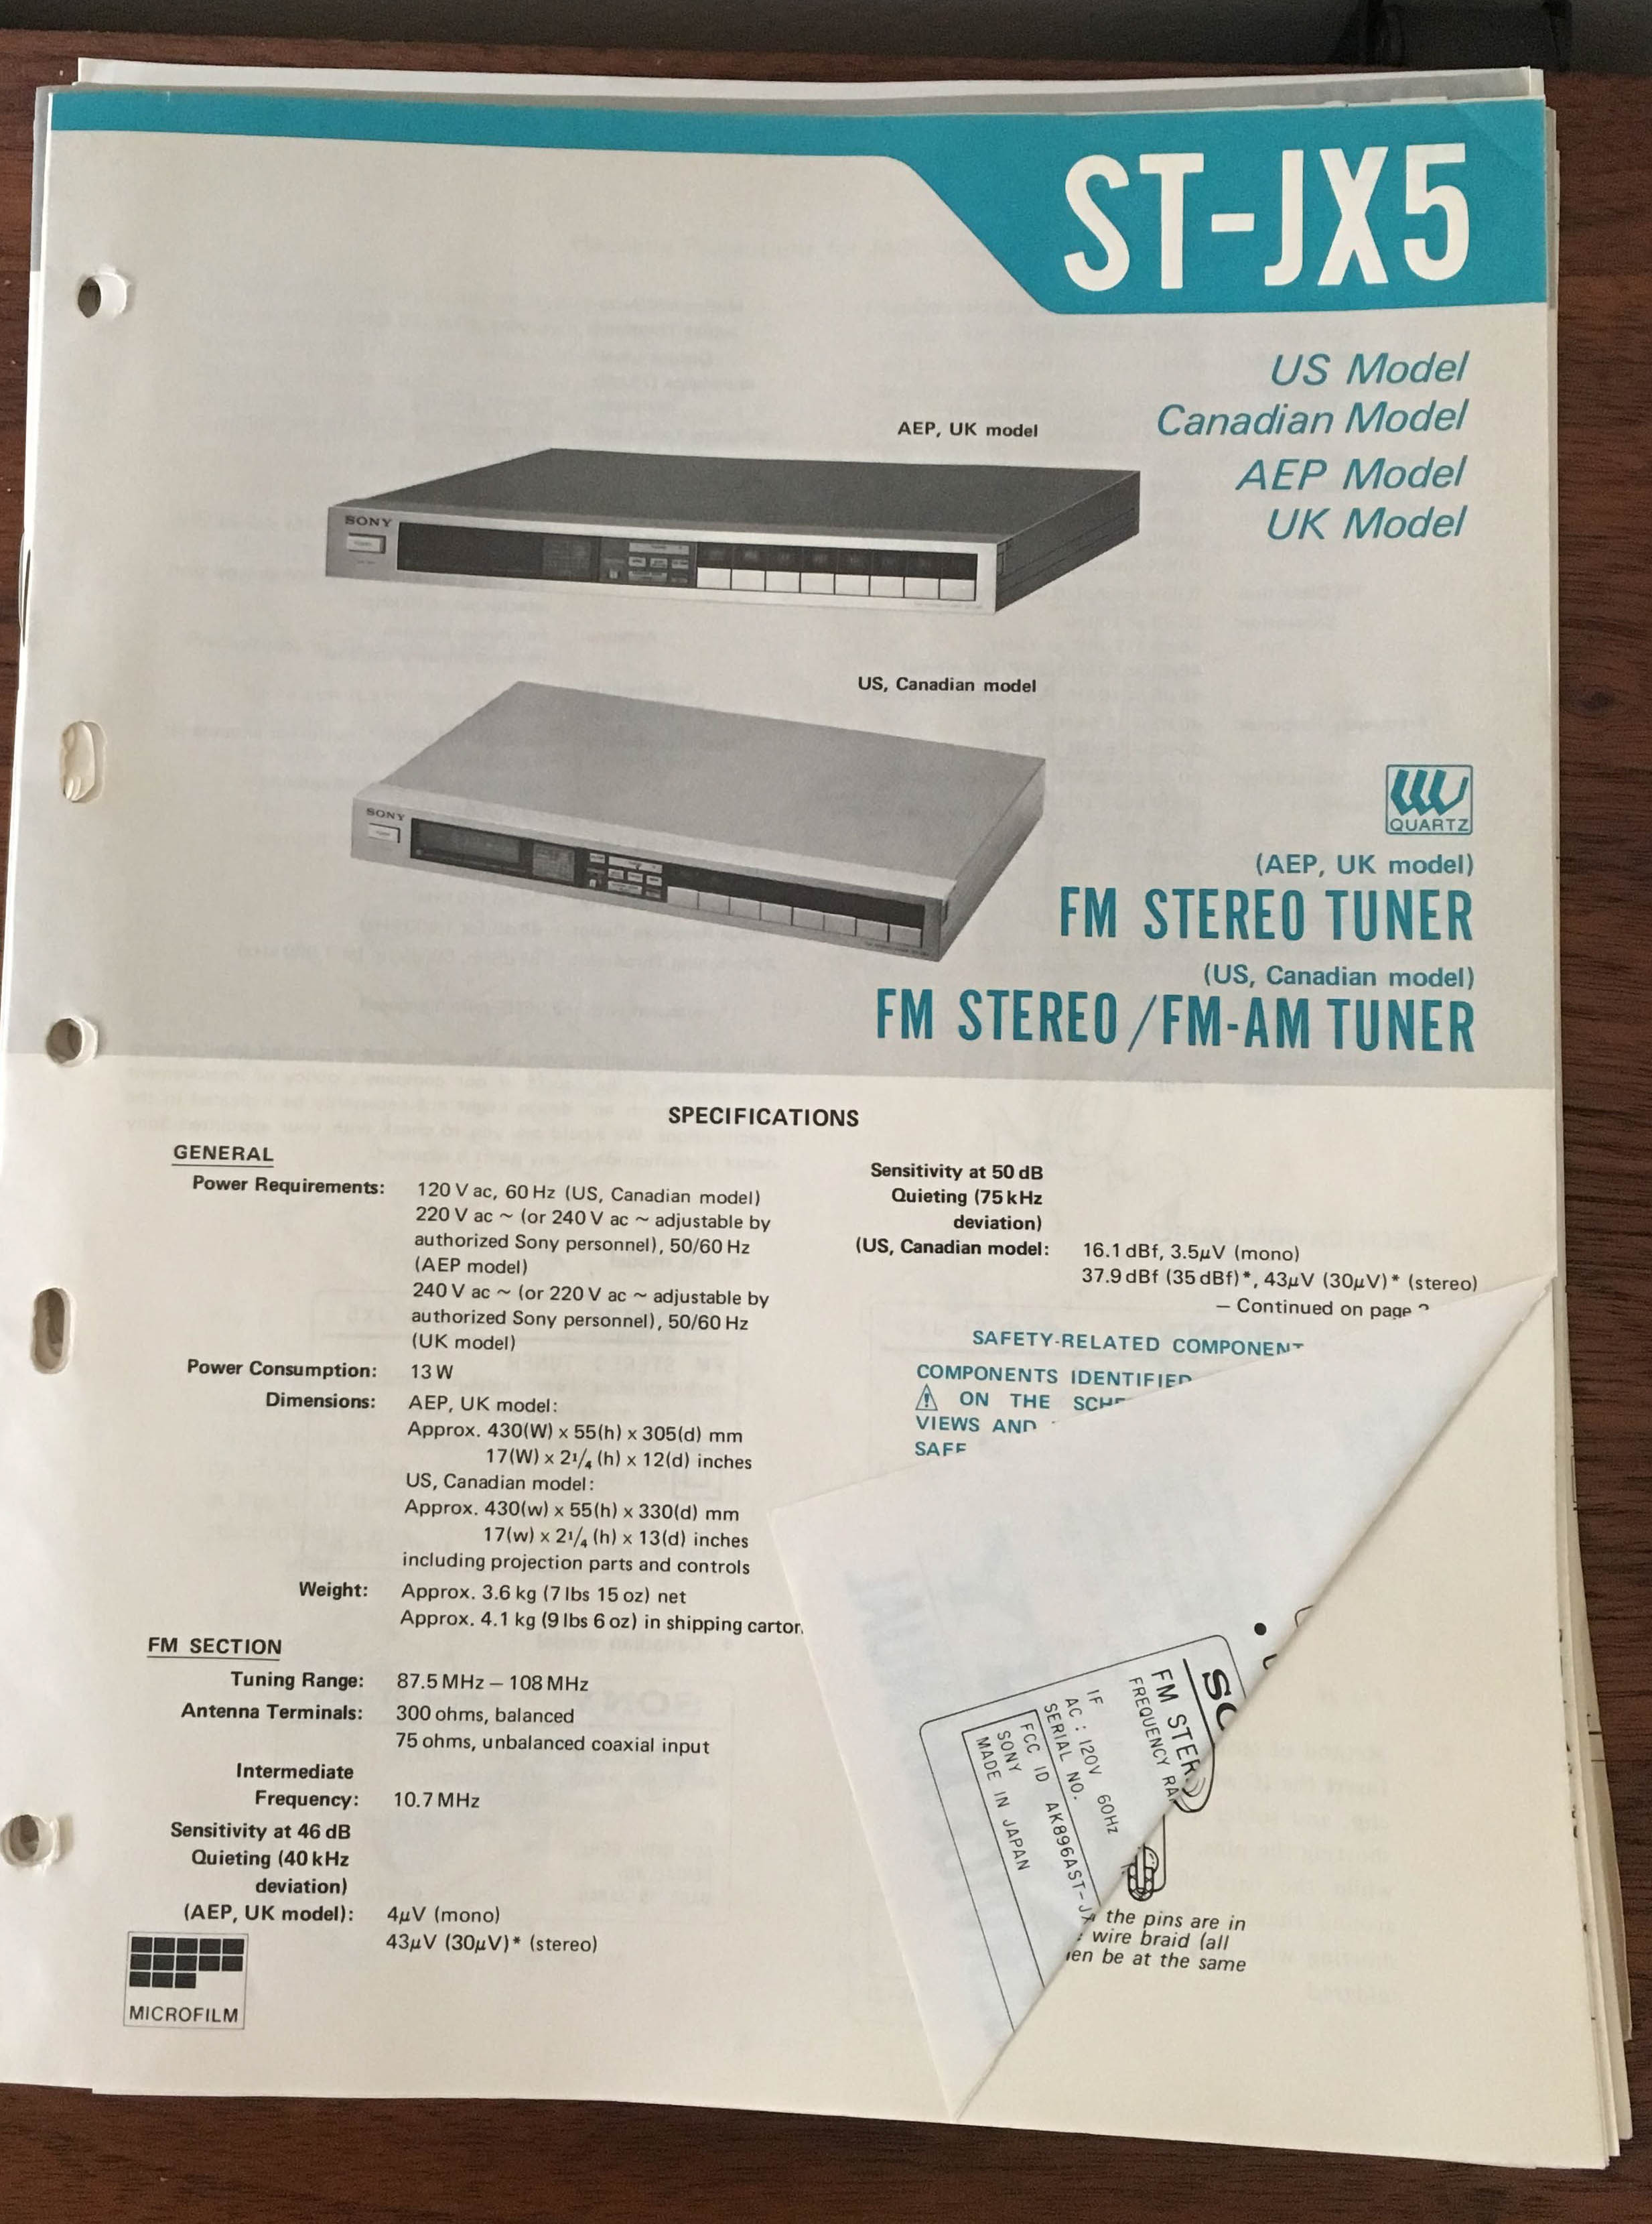 ST-JX5
US Model
Canadian Model
AEP Model
UK Model
AEP, UK model
SONY
US, Canadian model
SONY
QUARTZ
(AEP, UK model)
FM STEREO TUNER
(US, Canadian model)
FM STEREO/FM-AM TUNER
SPECIFICATIONS
GENERAL
Power Requirements: 120 V ac, 60 Hz (US, Canadian model)
220 V ac ~ (or 240 V ac ~ adjustable by
authorized Sony personnel), 50/60 Hz
(AEP model)
240 V ac ~ (or 220 V ac ~ adjustable by
authorized Sony personnel), 50/60 Hz
(UK model)
Power Consumption: 13 W
Dimensions: AEP, UK model:
Approx. 430(W) x 55(h) x 305(d) mm
17(W) x 2 1/4 (h) x 12(d) inches
US, Canadian model:
Approx. 430(w) x 55(h) x 330(d) mm
17(w) x 2 1/4 (h) x 13(d) inches
including projection parts and controls
Weight: Approx. 3.6 kg (7 lbs 15 oz) net
Approx. 4.1 kg (9 lbs 6 oz) in shipping carton
FM SECTION
Tuning Range: 87.5 MHz – 108 MHz
Antenna Terminals: 300 ohms, balanced
75 ohms, unbalanced coaxial input
Intermediate
Frequency: 10.7 MHz
Sensitivity at 46 dB
Quieting (40 kHz
deviation)
(AEP, UK model): 4μV (mono)
43μV (30μV)* (stereo)
MICROFILM
Sensitivity at 50 dB
Quieting (75 kHz
deviation)
(US, Canadian model: 16.1 dBf, 3.5μV (mono)
37.9 dBf (35 dBf)*, 43μV (30μV)* (stereo)
– Continued on page
SAFETY-RELATED COMPONENT
COMPONENTS IDENTIFIED
⚠ ON THE SCHE
VIEWS AND
SAFE
SO
FM STER
FREQUENCY RA
IF
AC : 120V 60Hz
SERIAL NO.
FCC ID AK896AST-JX
SONY
MADE IN JAPAN
the pins are in
wire braid (all
en be at the same